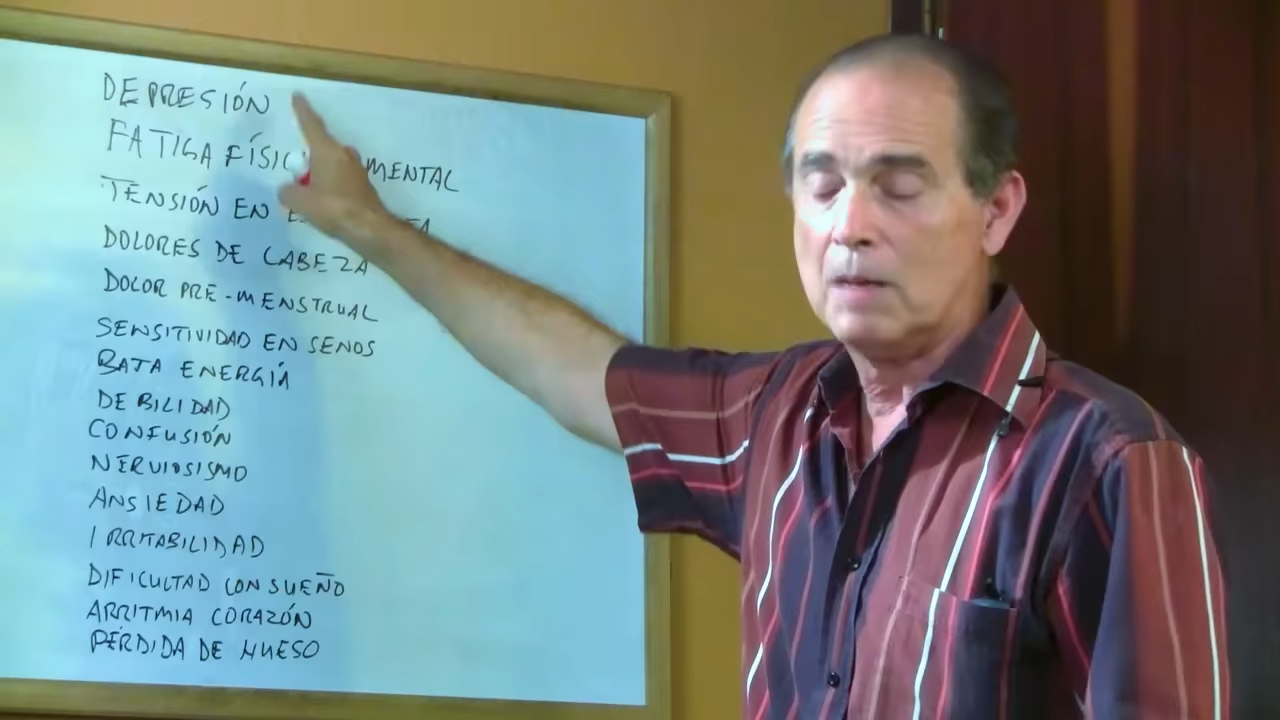 DEPRESIÓN
FATIGA FÍSIC MENTAL
TENSIÓN EN
DOLORES DE CABEZA
DOLOR PRE-MENSTRUAL
SENSITIVIDAD EN SENOS
BAJA ENERGÍA
DEBILIDAD
CONFUSIÓN
NERVIOSISMO
ANSIEDAD
IRRITABILIDAD
DIFICULTAD CON SUEÑO
ARRITMIA CORAZÓN
PÉRDIDA DE HUESO